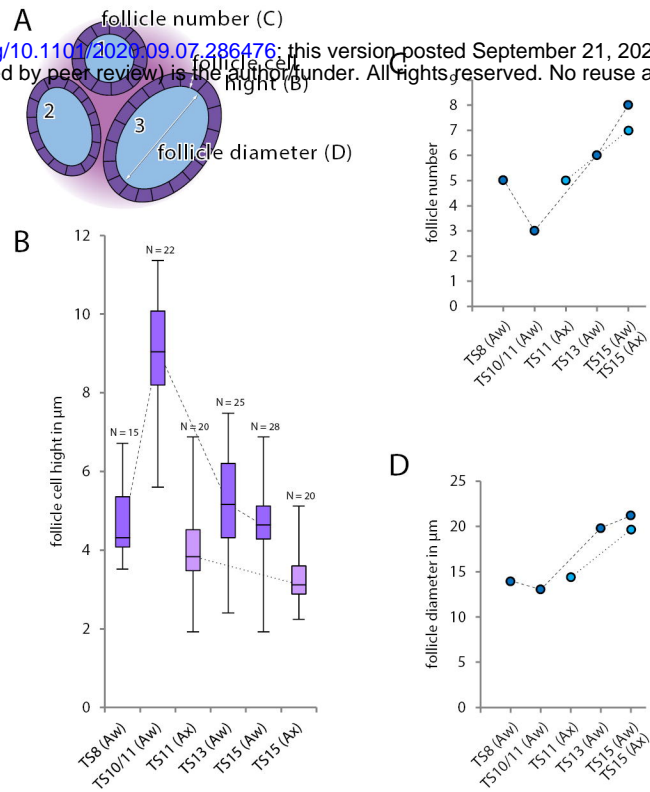 A
follicle number (C)
g/10.1101/2020.09.07.286476; this version posted September 21, 202
ed by peer review) is the author/funder. All rights reserved. No reuse a
1
follicle cell
hight (B)
2
3
follicle diameter (D)
C
follicle number
9
8
7
6
5
4
3
2
1
0
TS8 (Aw)
TS10/11 (Aw)
TS11 (Ax)
TS13 (Aw)
TS15 (Aw)
TS15 (Ax)
B
follicle cell hight in µm
12
10
8
6
4
2
0
N = 15
N = 22
N = 20
N = 25
N = 28
N = 20
TS8 (Aw)
TS10/11 (Aw)
TS11 (Ax)
TS13 (Aw)
TS15 (Aw)
TS15 (Ax)
D
follicle diameter in µm
25
20
15
10
5
0
TS8 (Aw)
TS10/11 (Aw)
TS11 (Ax)
TS13 (Aw)
TS15 (Aw)
TS15 (Ax)